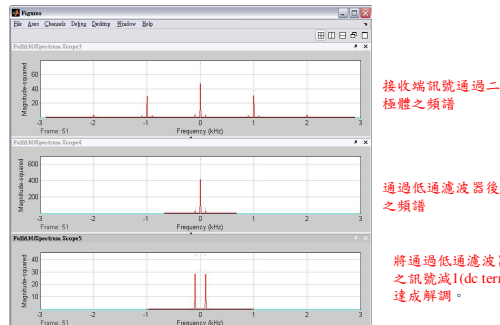 Figures
File Axes Channels Debug Desktop Window Help
FullAM/Spectrum Scope3
Magnitude-squared
60
40
20
-3 -2 -1 0 1 2 3
Frame: 51 Frequency (kHz)
接收端訊號通過二
極體之頻譜
FullAM/Spectrum Scope4
Magnitude-squared
600
400
200
-3 -2 -1 0 1 2 3
Frame: 51 Frequency (kHz)
通過低通濾波器後
之頻譜
FullAM/Spectrum Scope5
Magnitude-squared
40
30
20
10
-3 -2 -1 0 1 2 3
Frame: 51 Frequency (kHz)
將通過低通濾波器
之訊號減1(dc term
達成解調。